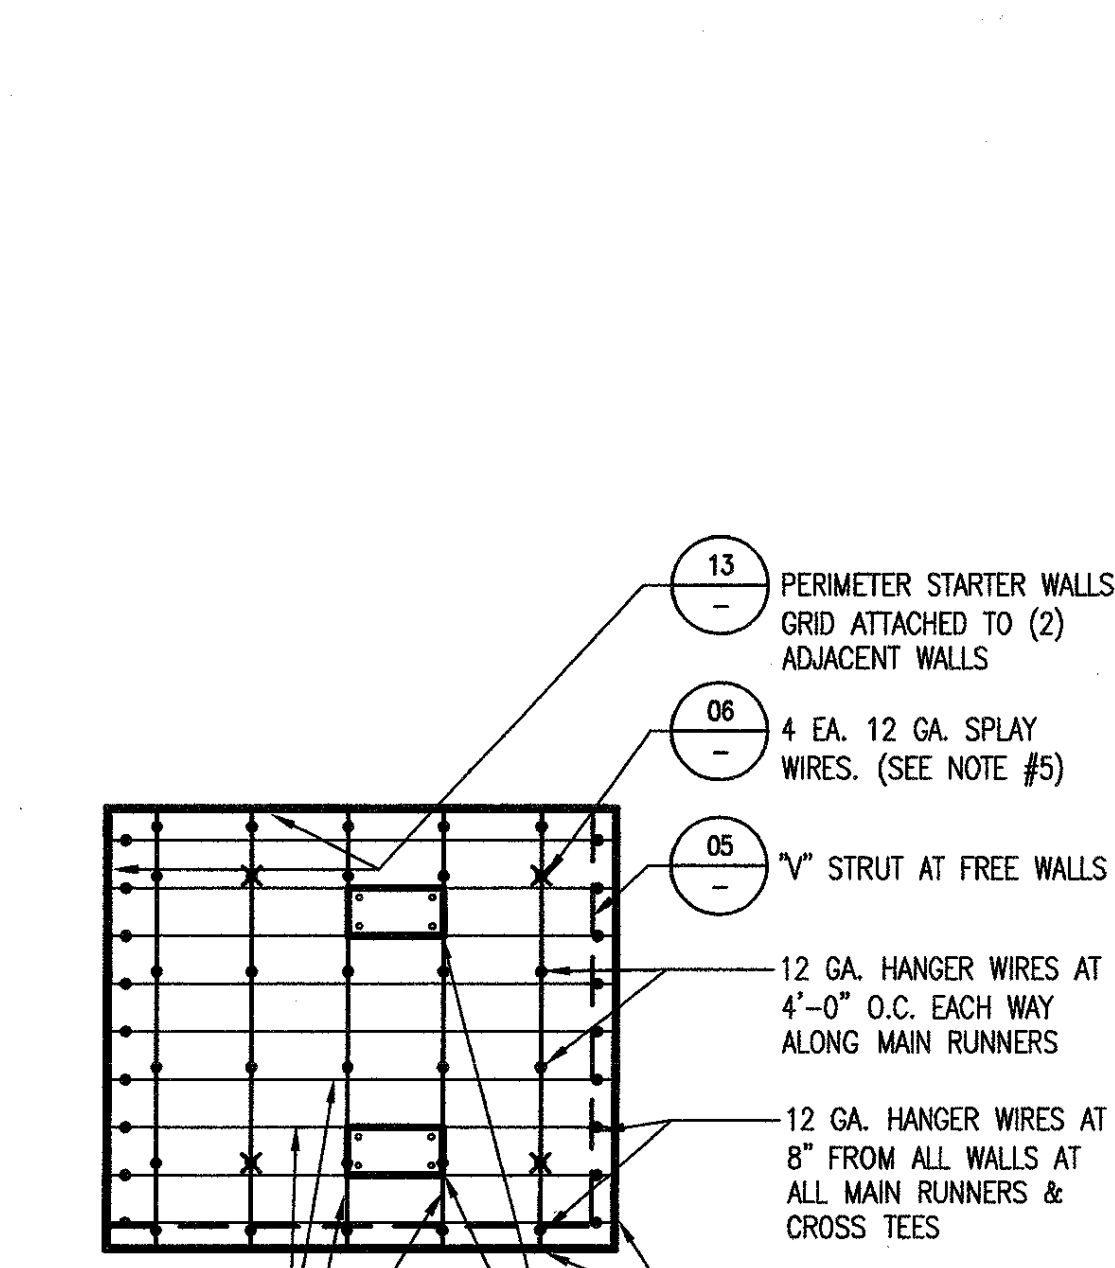 13
-
PERIMETER STARTER WALLS
GRID ATTACHED TO (2)
ADJACENT WALLS
06
-
4 EA. 12 GA. SPLAY
WIRES. (SEE NOTE #5)
05
-
"V" STRUT AT FREE WALLS
12 GA. HANGER WIRES AT
4'-0" O.C. EACH WAY
ALONG MAIN RUNNERS
12 GA. HANGER WIRES AT
8" FROM ALL WALLS AT
ALL MAIN RUNNERS &
CROSS TEES